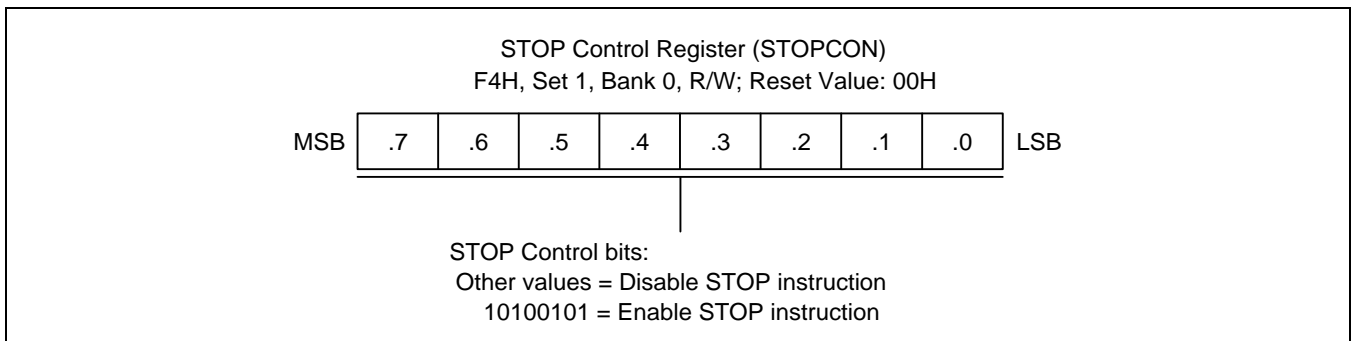 STOP Control Register (STOPCON)
F4H, Set 1, Bank 0, R/W; Reset Value: 00H
MSB .7 .6 .5 .4 .3 .2 .1 .0 LSB
STOP Control bits:
Other values = Disable STOP instruction
10100101 = Enable STOP instruction